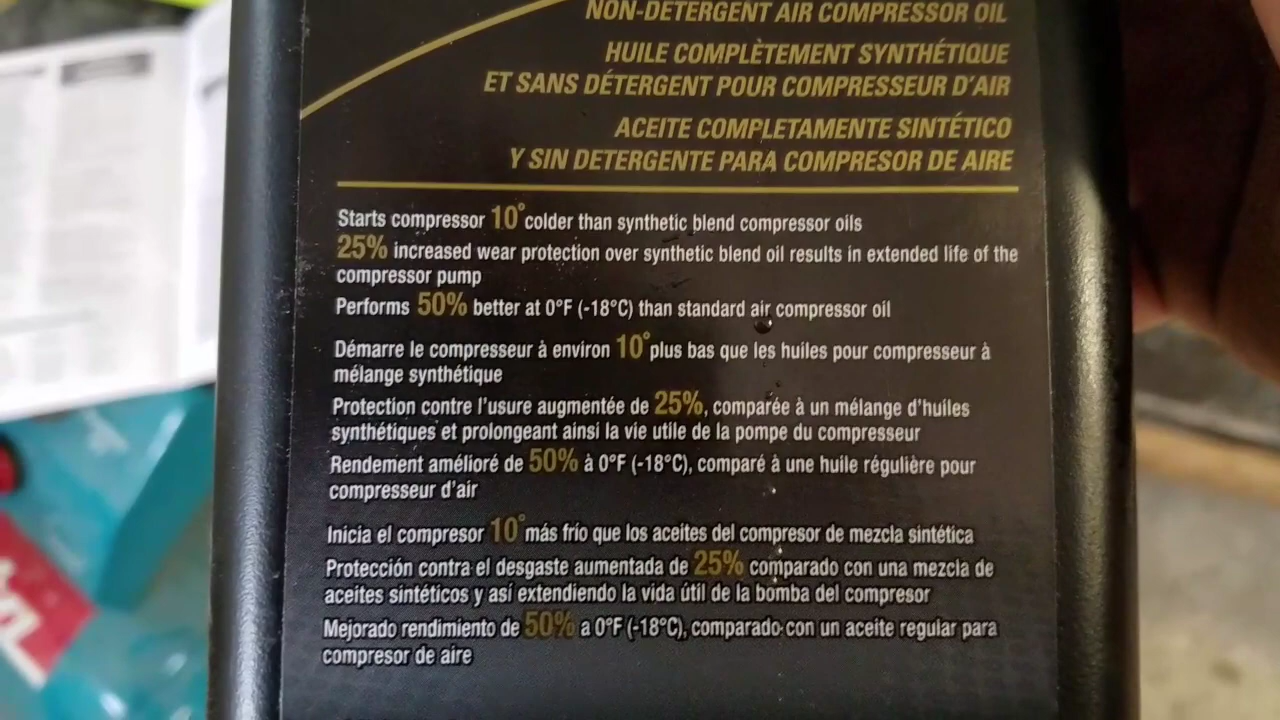 NON-DETERGENT AIR COMPRESSOR OIL
HUILE COMPLÈTEMENT SYNTHÉTIQUE
ET SANS DÉTERGENT POUR COMPRESSEUR D'AIR
ACEITE COMPLETAMENTE SINTÉTICO
Y SIN DETERGENTE PARA COMPRESOR DE AIRE
Starts compressor 10° colder than synthetic blend compressor oils
25% increased wear protection over synthetic blend oil results in extended life of the
compressor pump
Performs 50% better at 0°F (-18°C) than standard air compressor oil
Démarre le compresseur à environ 10° plus bas que les huiles pour compresseur à
mélange synthétique
Protection contre l'usure augmentée de 25%, comparée à un mélange d'huiles
synthétiques et prolongeant ainsi la vie utile de la pompe du compresseur
Rendement amélioré de 50% à 0°F (-18°C), comparé à une huile régulière pour
compresseur d'air
Inicia el compresor 10° más frío que los aceites del compresor de mezcla sintética
Protección contra el desgaste aumentada de 25% comparado con una mezcla de
aceites sintéticos y así extendiendo la vida útil de la bomba del compresor
Mejorado rendimiento de 50% a 0°F (-18°C), comparado con un aceite regular para
compresor de aire